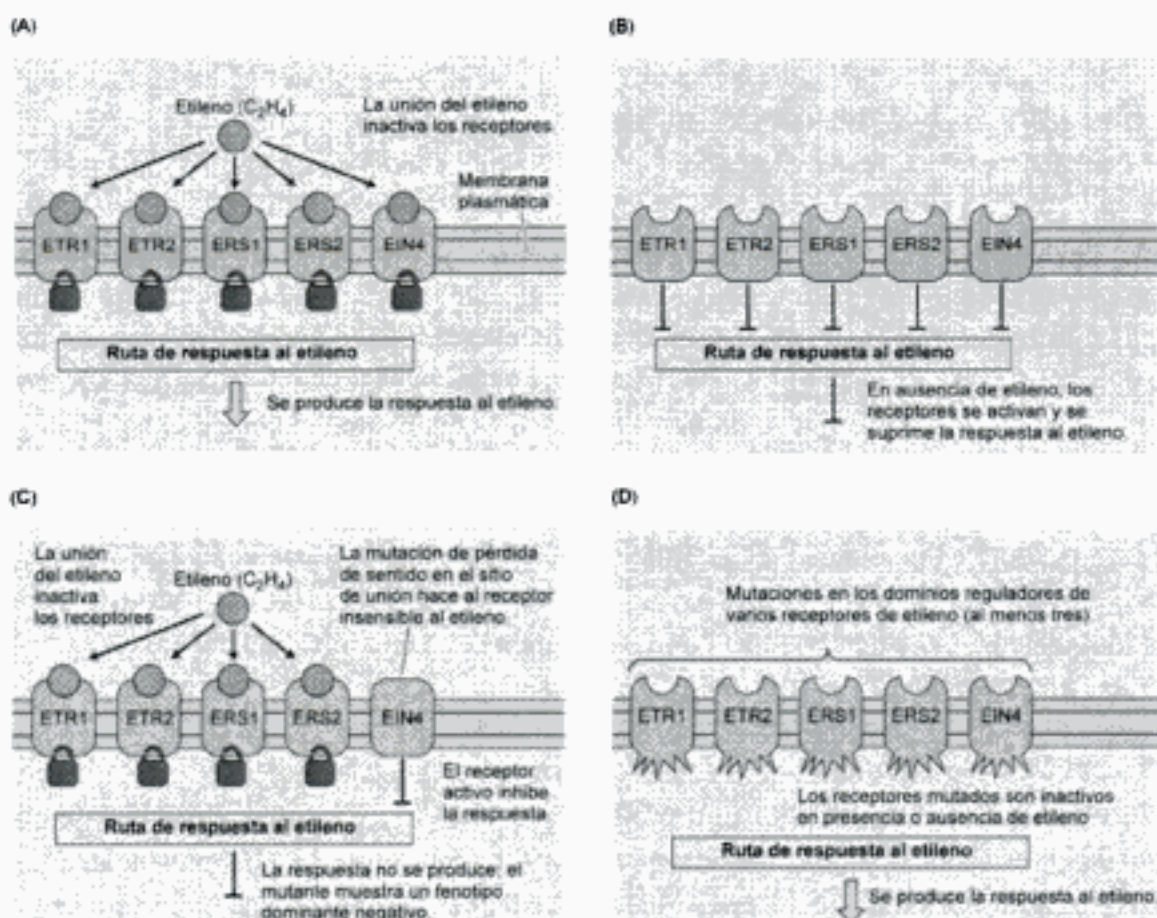 (A)
Etileno (C₂H₄)
La unión del etileno
inactiva los receptores
Membrana
plasmática
ETR1
ETR2
ERS1
ERS2
EIN4
Ruta de respuesta al etileno
Se produce la respuesta al etileno
(B)
ETR1
ETR2
ERS1
ERS2
EIN4
Ruta de respuesta al etileno
En ausencia de etileno, los
receptores se activan y se
suprime la respuesta al etileno
(C)
La unión
del etileno
inactiva
los receptores
Etileno (C₂H₄)
La mutación de pérdida
de sentido en el sitio
de unión hace al receptor
insensible al etileno
ETR1
ETR2
ERS1
ERS2
EIN4
El receptor
activo inhibe
la respuesta
Ruta de respuesta al etileno
La respuesta no se produce: el
mutante muestra un fenotipo
dominante negativo
(D)
Mutaciones en los dominios reguladores de
varios receptores de etileno (al menos tres)
ETR1
ETR2
ERS1
ERS2
EIN4
Los receptores mutados son inactivos
en presencia o ausencia de etileno
Ruta de respuesta al etileno
Se produce la respuesta al etileno